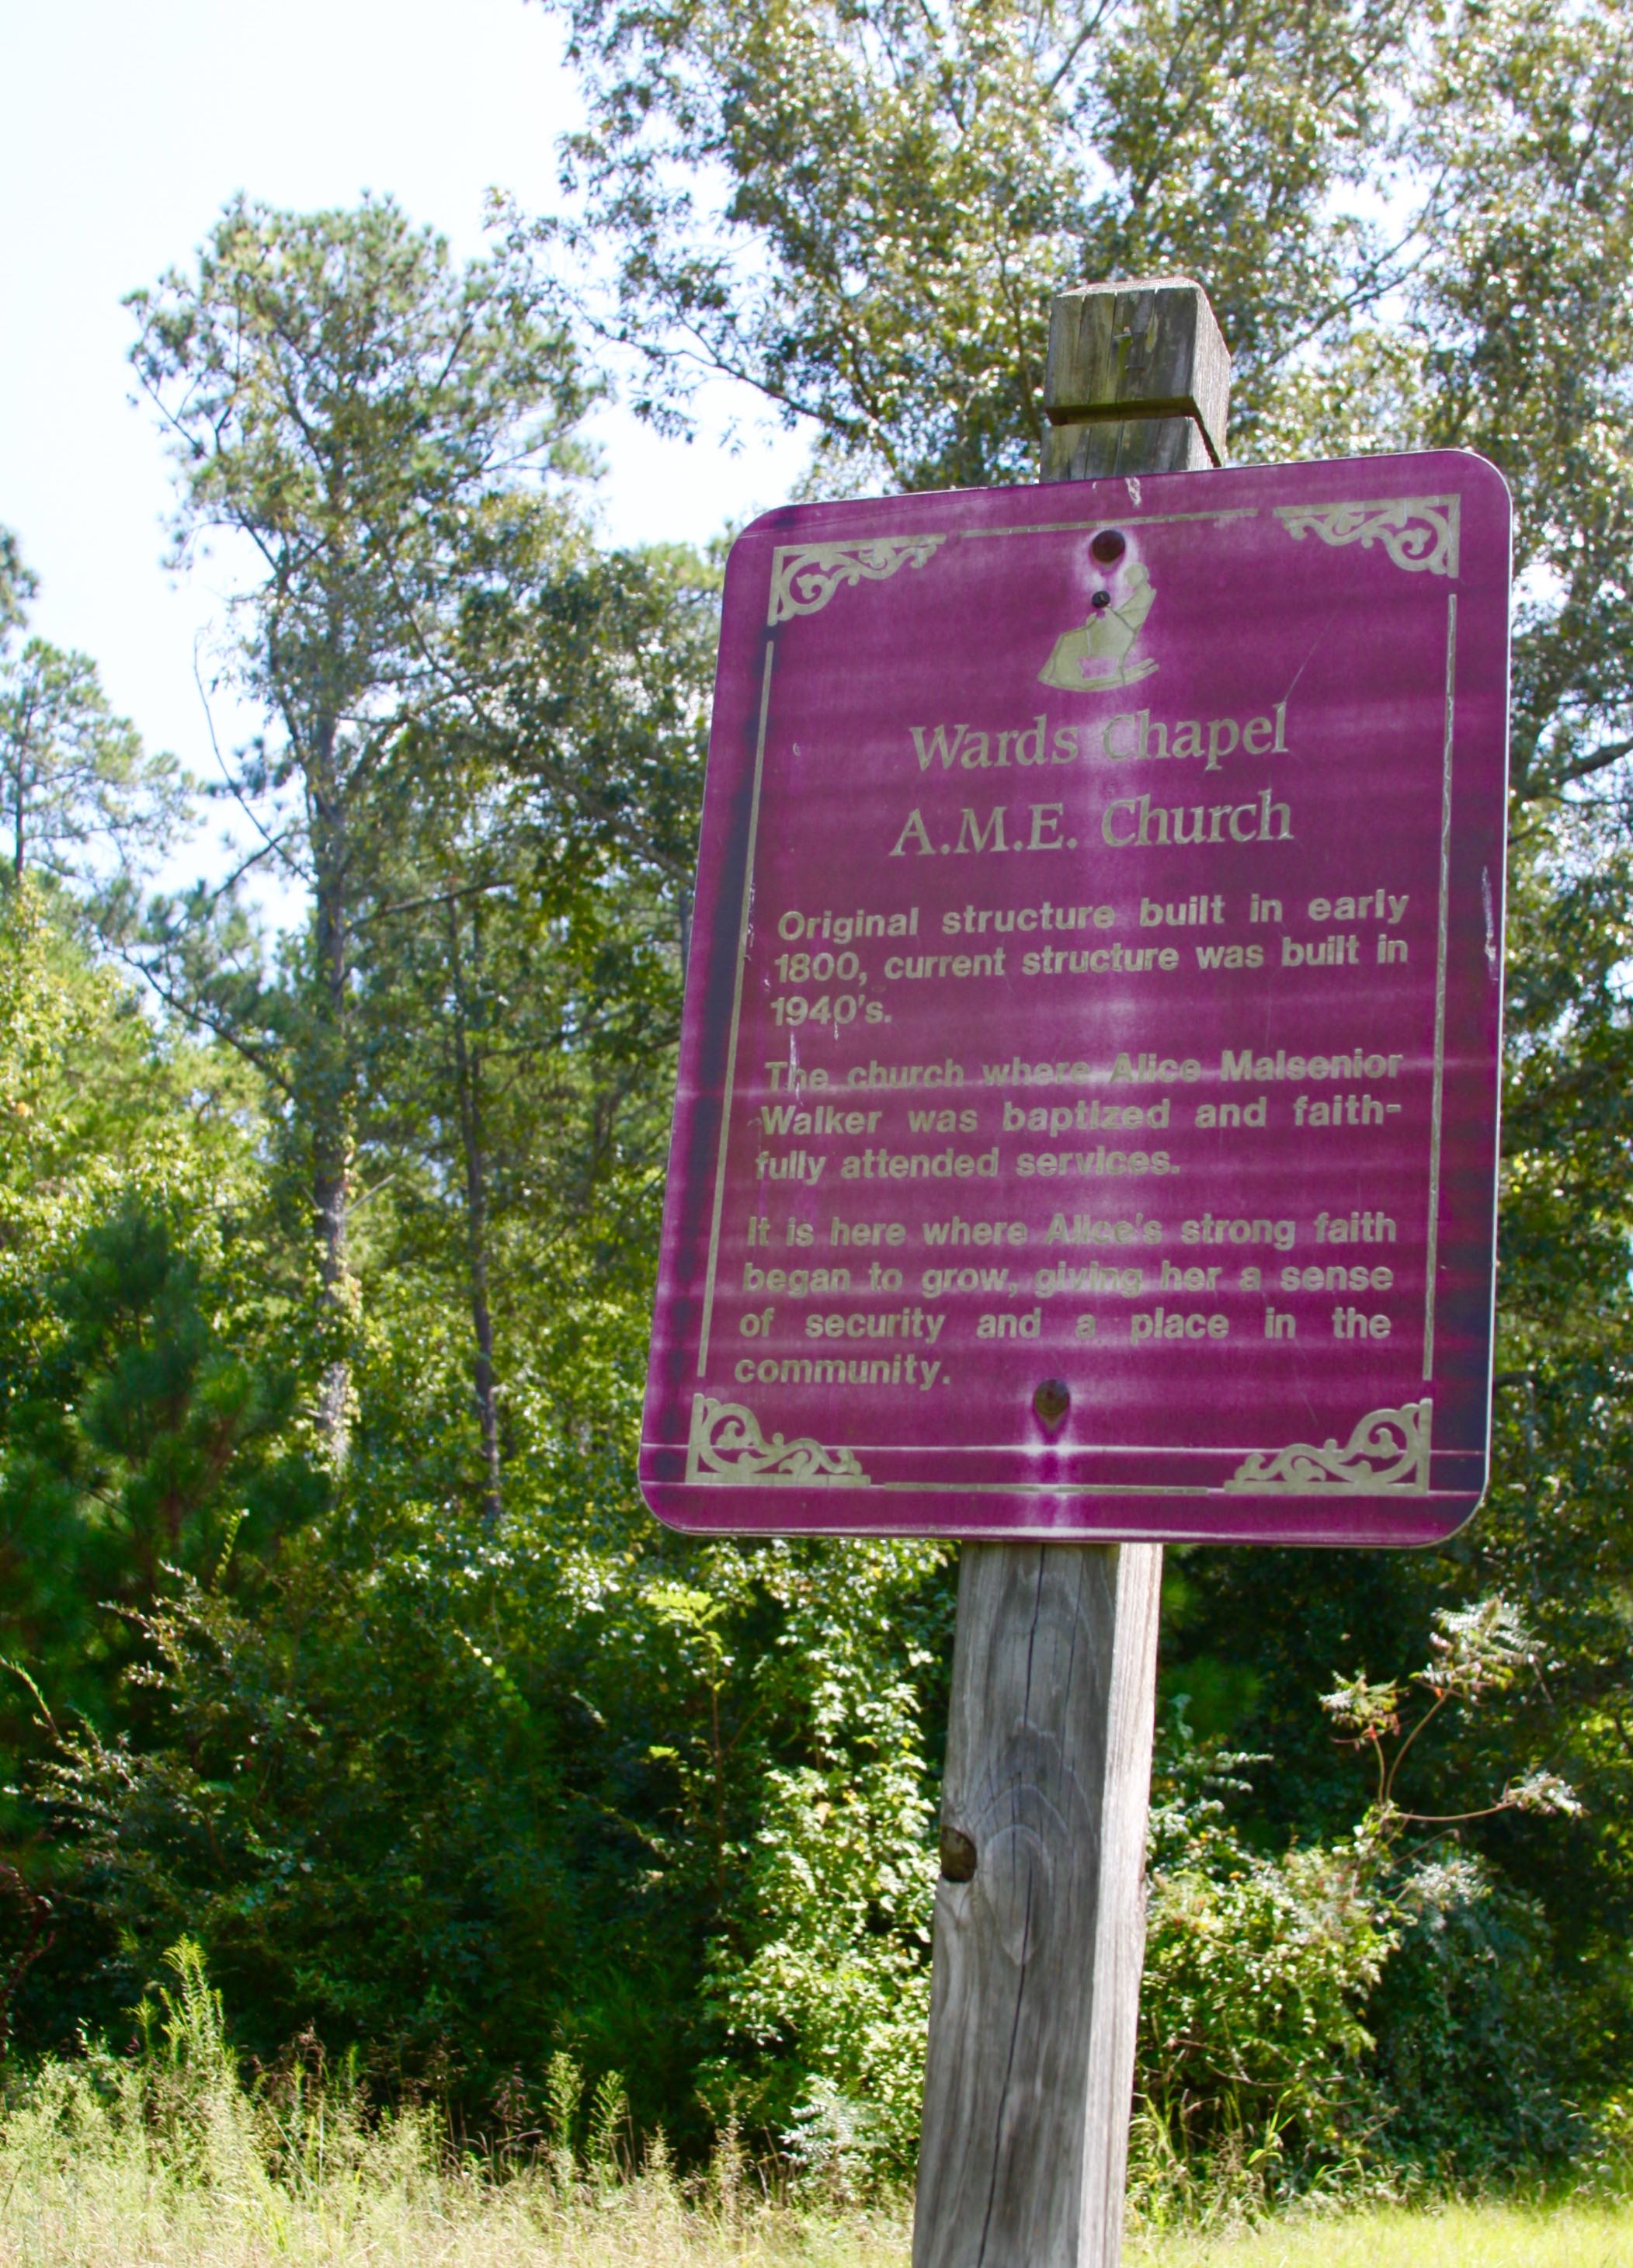 Wards Chapel
A.M.E. Church
Original structure built in early
1800, current structure was built in
1940's.
The church where Alice Malsenior
Walker was baptized and faith-
fully attended services.
It is here where Alice's strong faith
began to grow, giving her a sense
of security and a place in the
community.